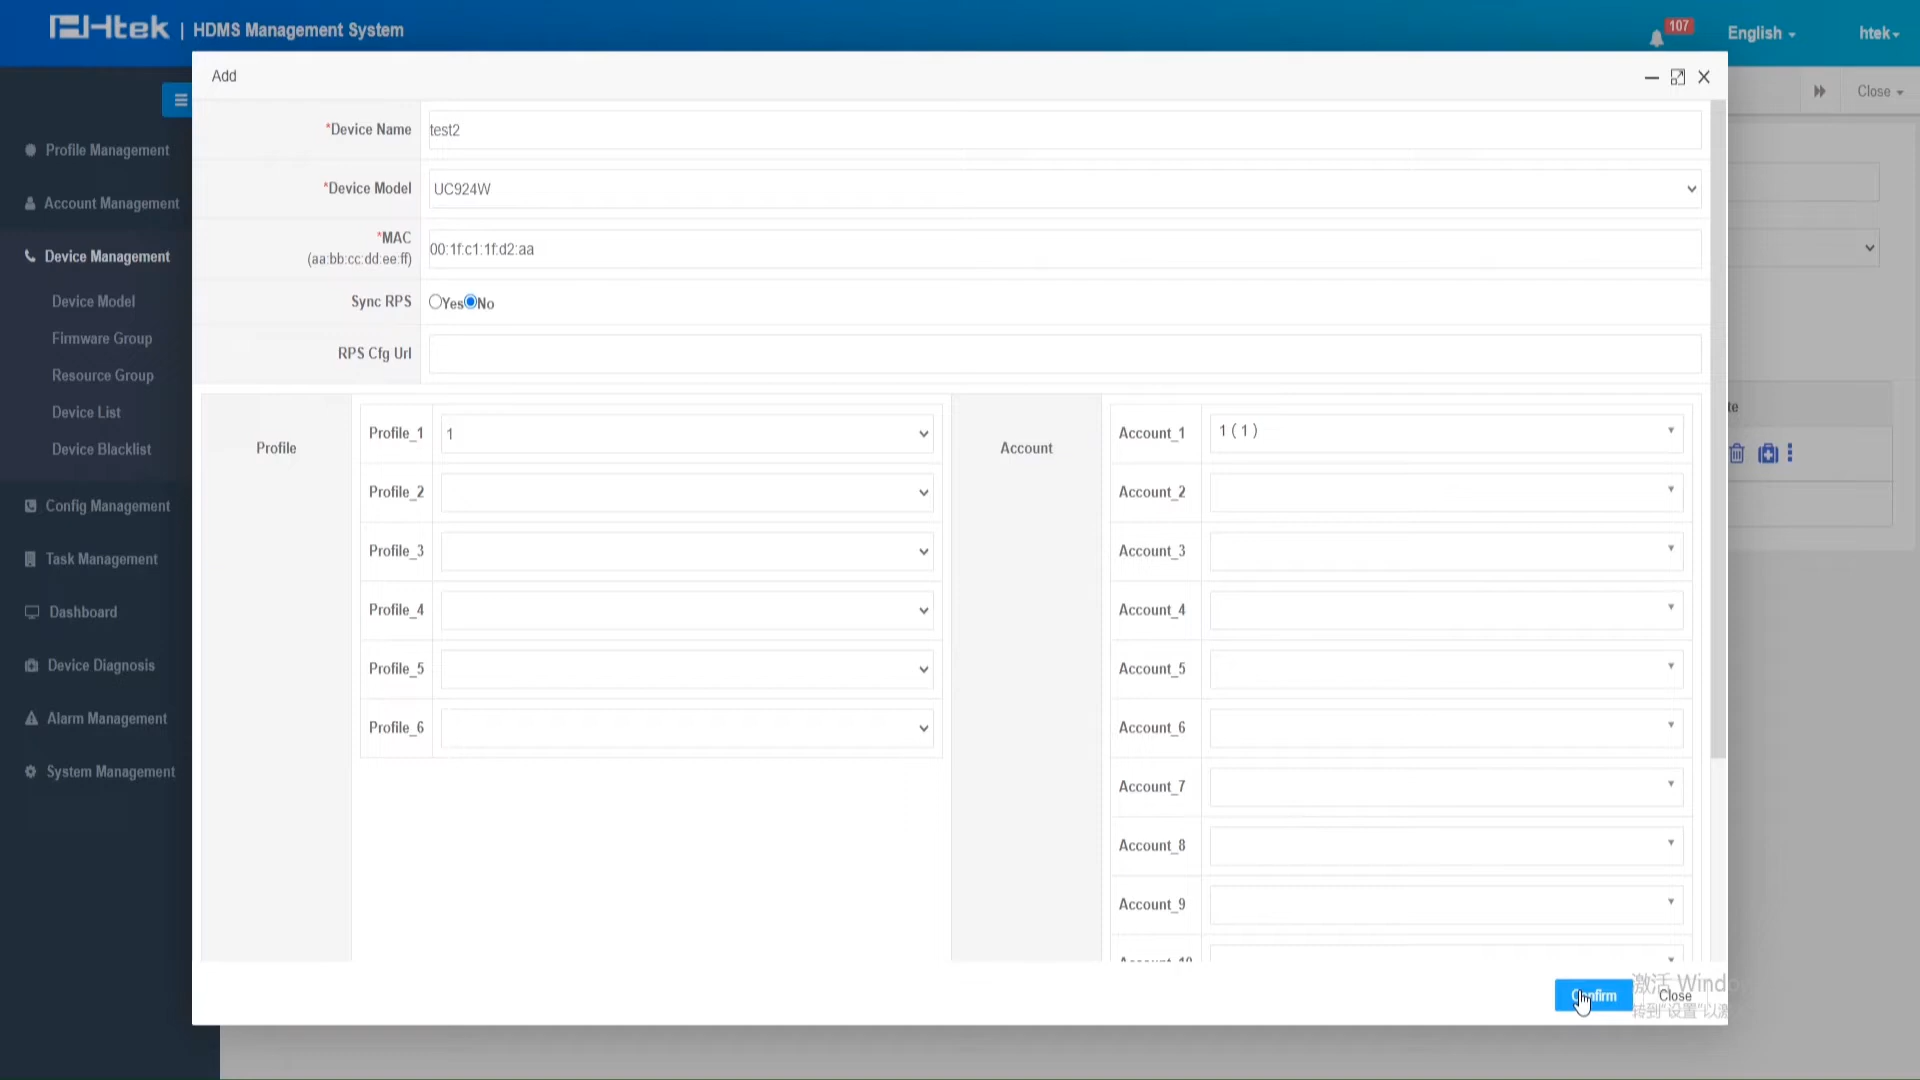 Htek | HDMS Management System
107
English
htek
Add
Close
*Device Name
test2
Profile Management
*Device Model
UC924W
Account Management
*MAC
(aa:bb:cc:dd:ee:ff)
00:1f:c1:1f:d2:aa
Device Management
Sync RPS
Yes No
Device Model
Firmware Group
RPS Cfg Url
Resource Group
Device List
te
Device Blacklist
Profile
Profile_1
1
Account
Account_1
1 ( 1 )
Profile_2
Account_2
Config Management
Profile_3
Account_3
Task Management
Profile_4
Account_4
Dashboard
Profile_5
Account_5
Device Diagnosis
Profile_6
Account_6
Alarm Management
System Management
Account_7
Account_8
Account_9
Confirm
Close
激活 Windo
转到"设置"以激